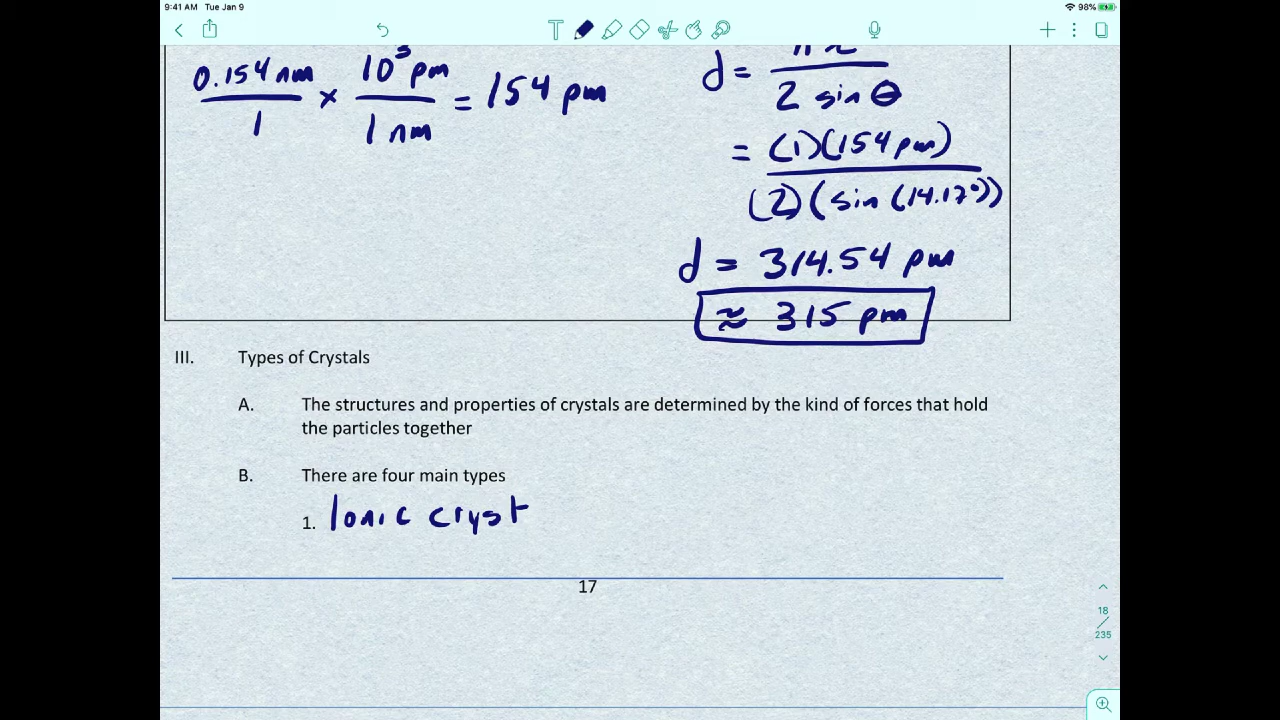 9:41 AM Tue Jan 9
98%
T
0.154 nm / 1 × 10³ pm / 1 nm = 154 pm
d = nλ / 2 sin θ
= (1)(154 pm) / (2)(sin(14.17°))
d = 314.54 pm
≈ 315 pm
III. Types of Crystals
A. The structures and properties of crystals are determined by the kind of forces that hold
the particles together
B. There are four main types
1. Ionic cryst
17
18
/
235